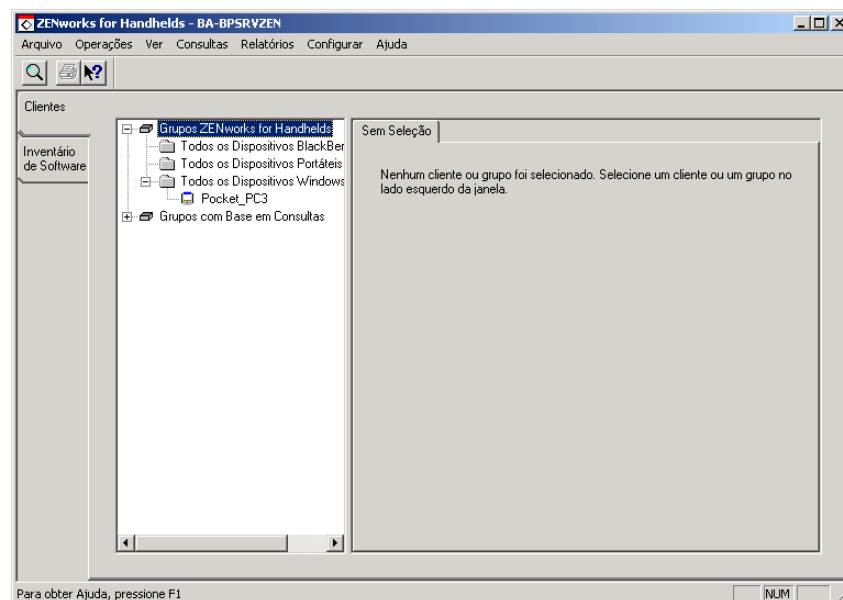 ZENworks for Handhelds - BA-BPSRVZEN
Arquivo Operações Ver Consultas Relatórios Configurar Ajuda
Clientes
Inventário
de Software
Grupos ZENworks for Handhelds
Todos os Dispositivos BlackBer
Todos os Dispositivos Portáteis
Todos os Dispositivos Windows
Pocket_PC3
Grupos com Base em Consultas
Sem Seleção
Nenhum cliente ou grupo foi selecionado. Selecione um cliente ou um grupo no
lado esquerdo da janela.
Para obter Ajuda, pressione F1
NUM